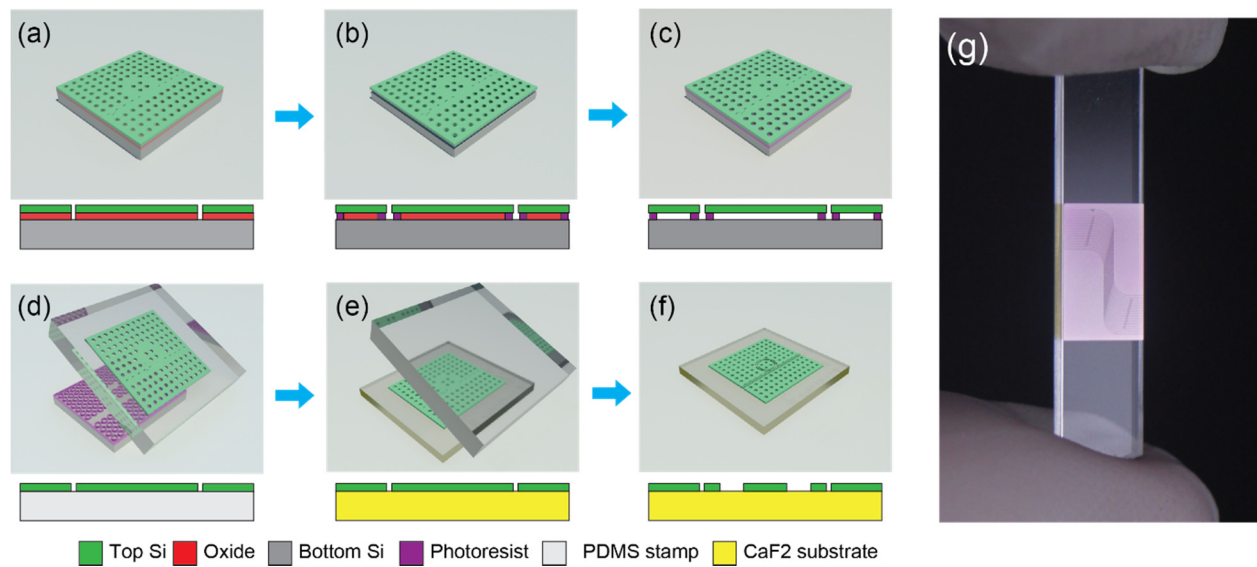 (a)
(b)
(c)
(g)
(d)
(e)
(f)
Top Si Oxide Bottom Si Photoresist PDMS stamp CaF2 substrate